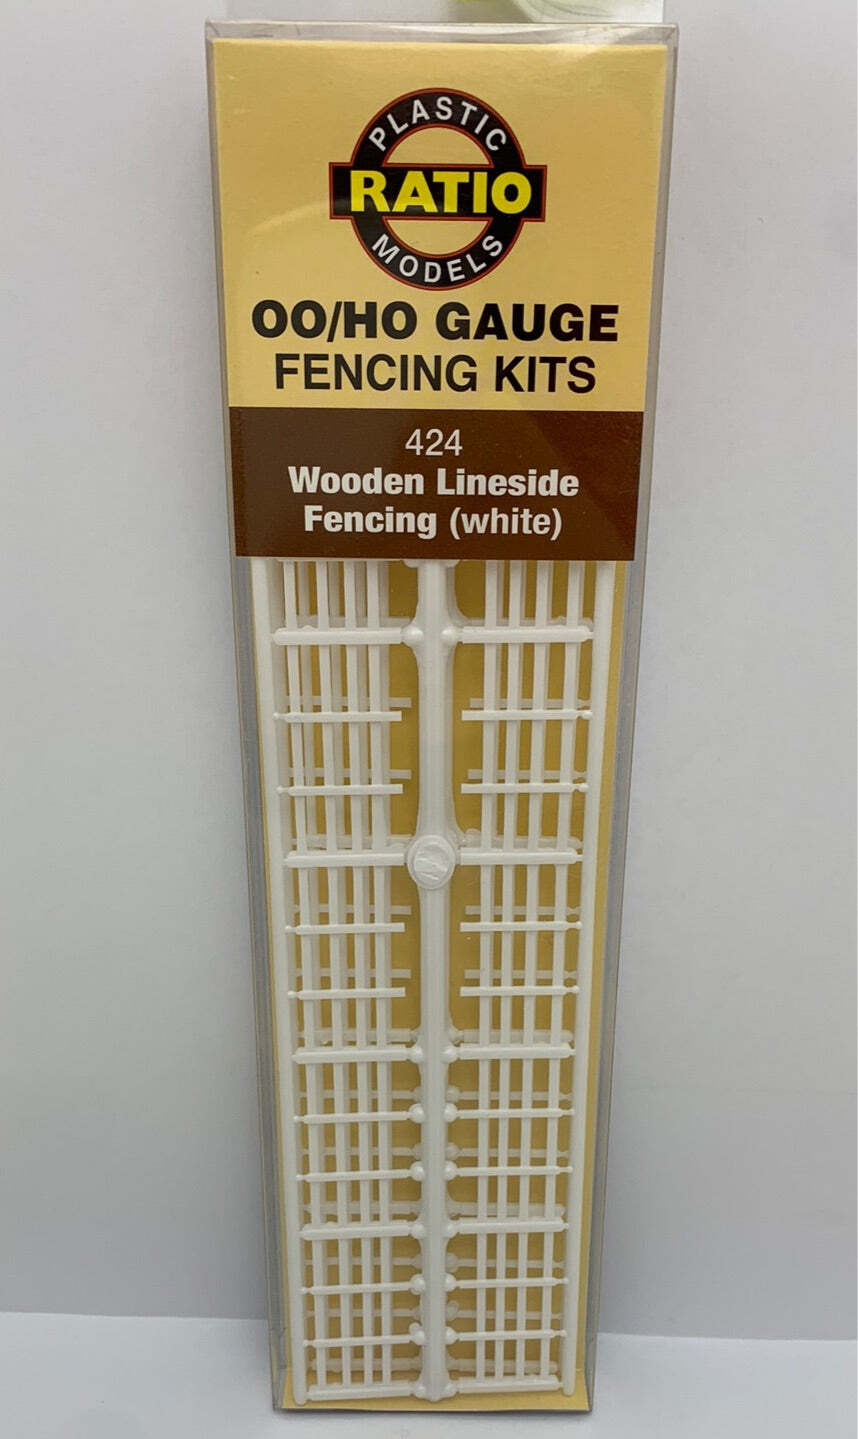 PLASTIC
RATIO
MODELS
OO/HO GAUGE
FENCING KITS
424
Wooden Lineside
Fencing (white)